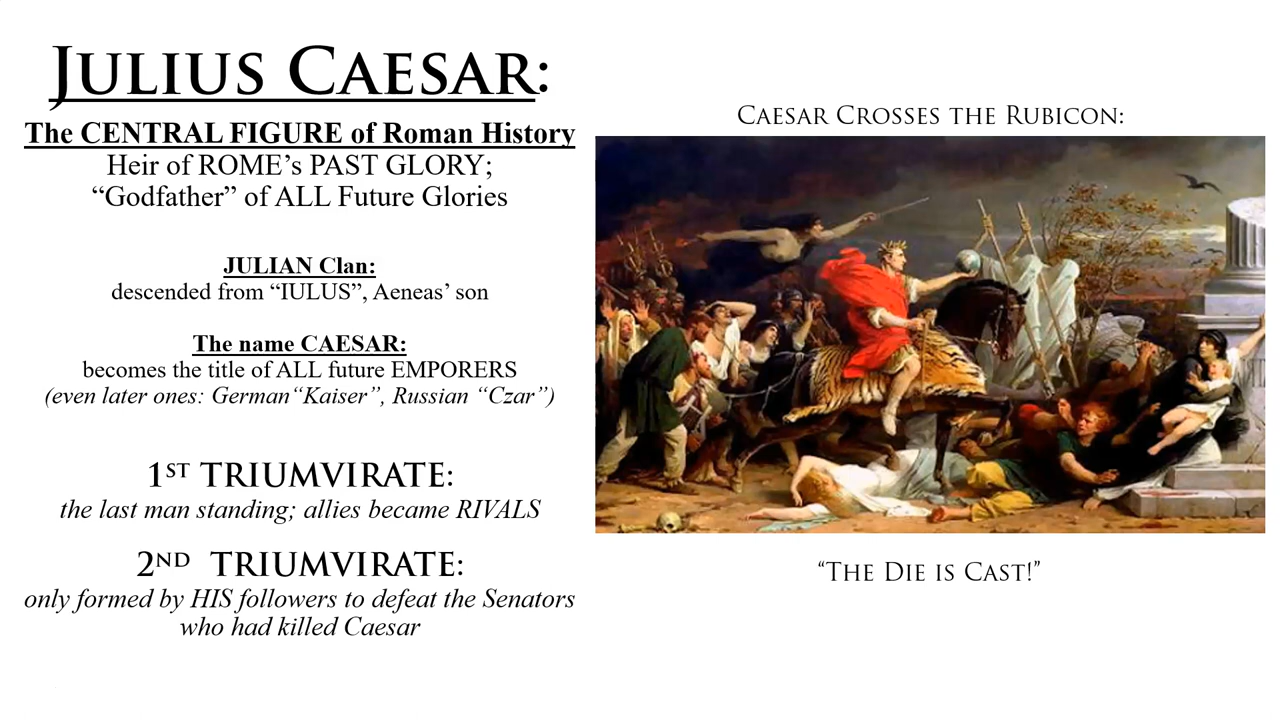 JULIUS CAESAR:
The CENTRAL FIGURE of Roman History
Heir of ROME’s PAST GLORY;
“Godfather” of ALL Future Glories
JULIAN Clan:
descended from “IULUS”, Aeneas’ son
The name CAESAR:
becomes the title of ALL future EMPORERS
(even later ones: German“Kaiser”, Russian “Czar”)
1ST TRIUMVIRATE:
the last man standing; allies became RIVALS
2ND TRIUMVIRATE:
only formed by HIS followers to defeat the Senators
who had killed Caesar
CAESAR CROSSES THE RUBICON:
“THE DIE IS CAST!”